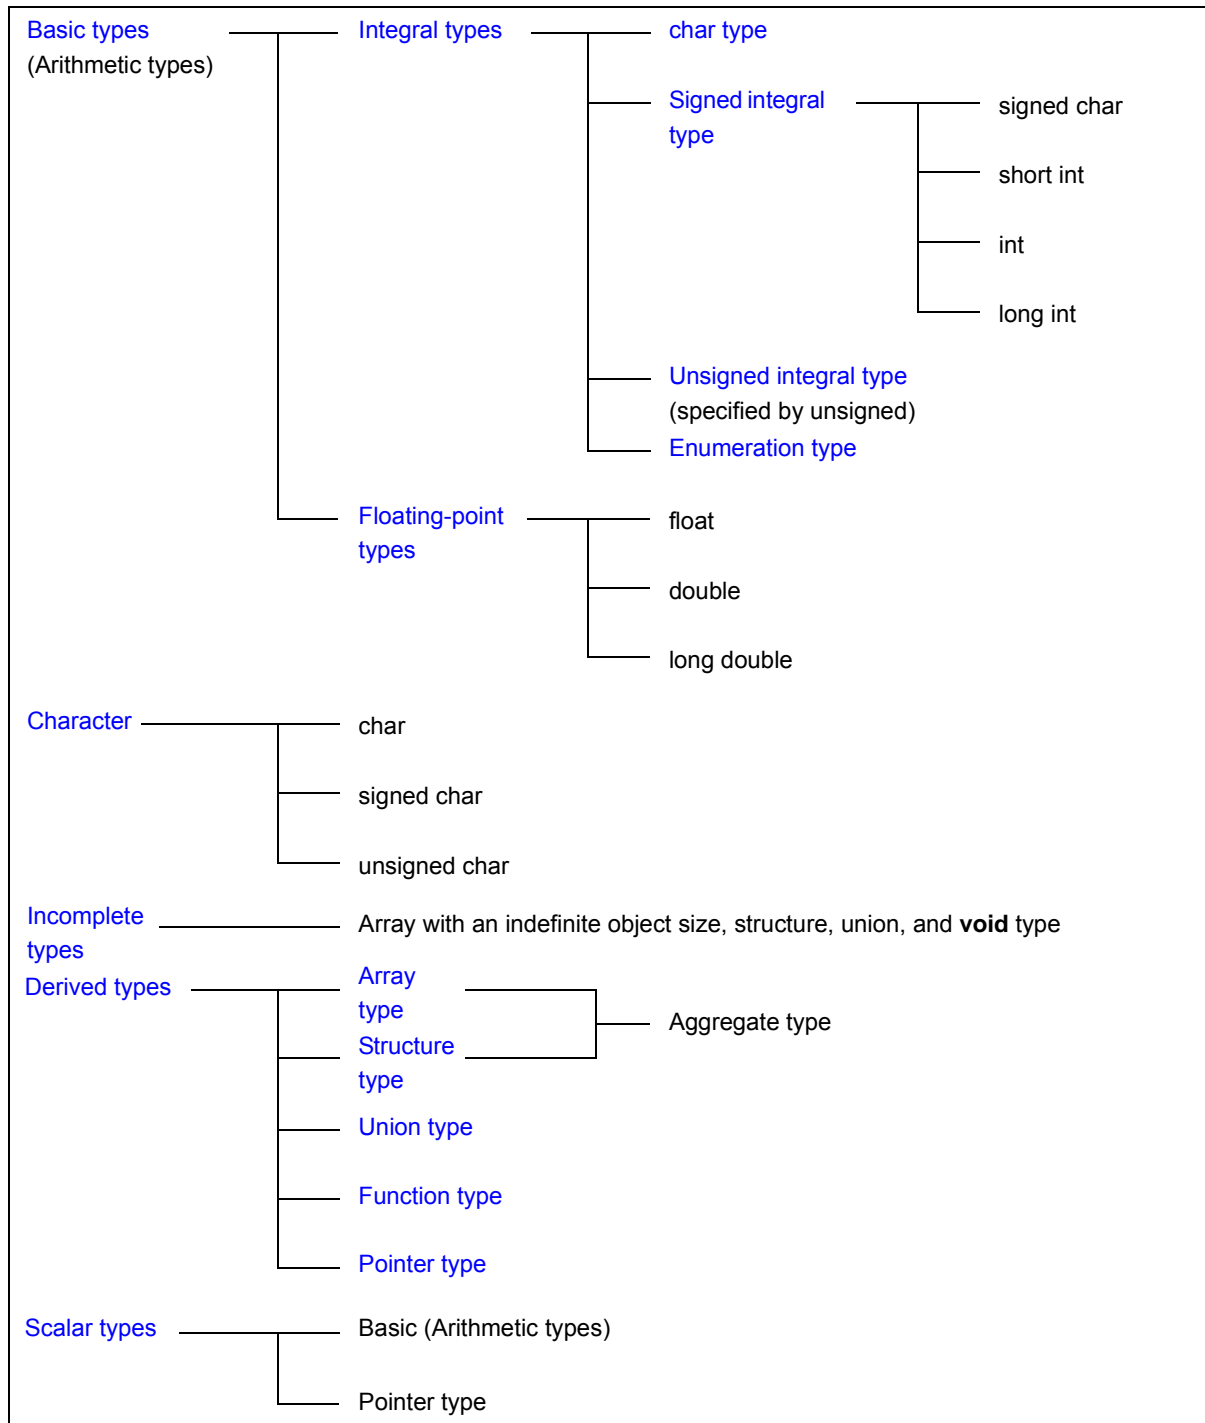 Basic types
(Arithmetic types)
Integral types
char type
Signed integral
type
signed char
short int
int
long int
Unsigned integral type
(specified by unsigned)
Enumeration type
Floating-point
types
float
double
long double
Character
char
signed char
unsigned char
Incomplete
types
Array with an indefinite object size, structure, union, and void type
Derived types
Array
type
Structure
type
Aggregate type
Union type
Function type
Pointer type
Scalar types
Basic (Arithmetic types)
Pointer type